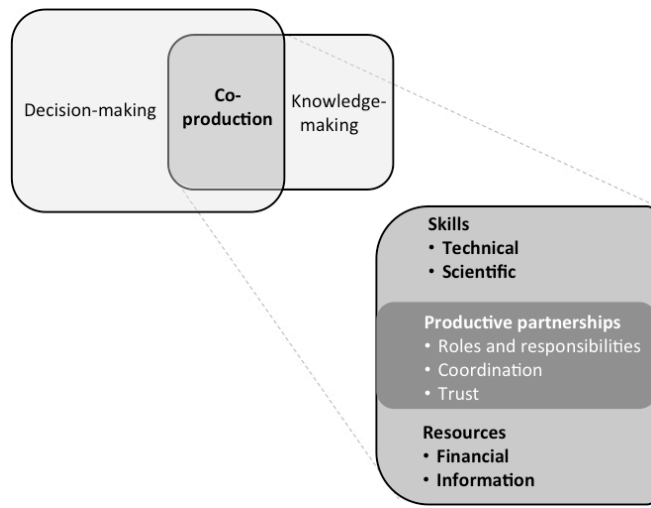 Decision-making
Co-
production
Knowledge-
making
Skills
• Technical
• Scientific
Productive partnerships
• Roles and responsibilities
• Coordination
• Trust
Resources
• Financial
• Information